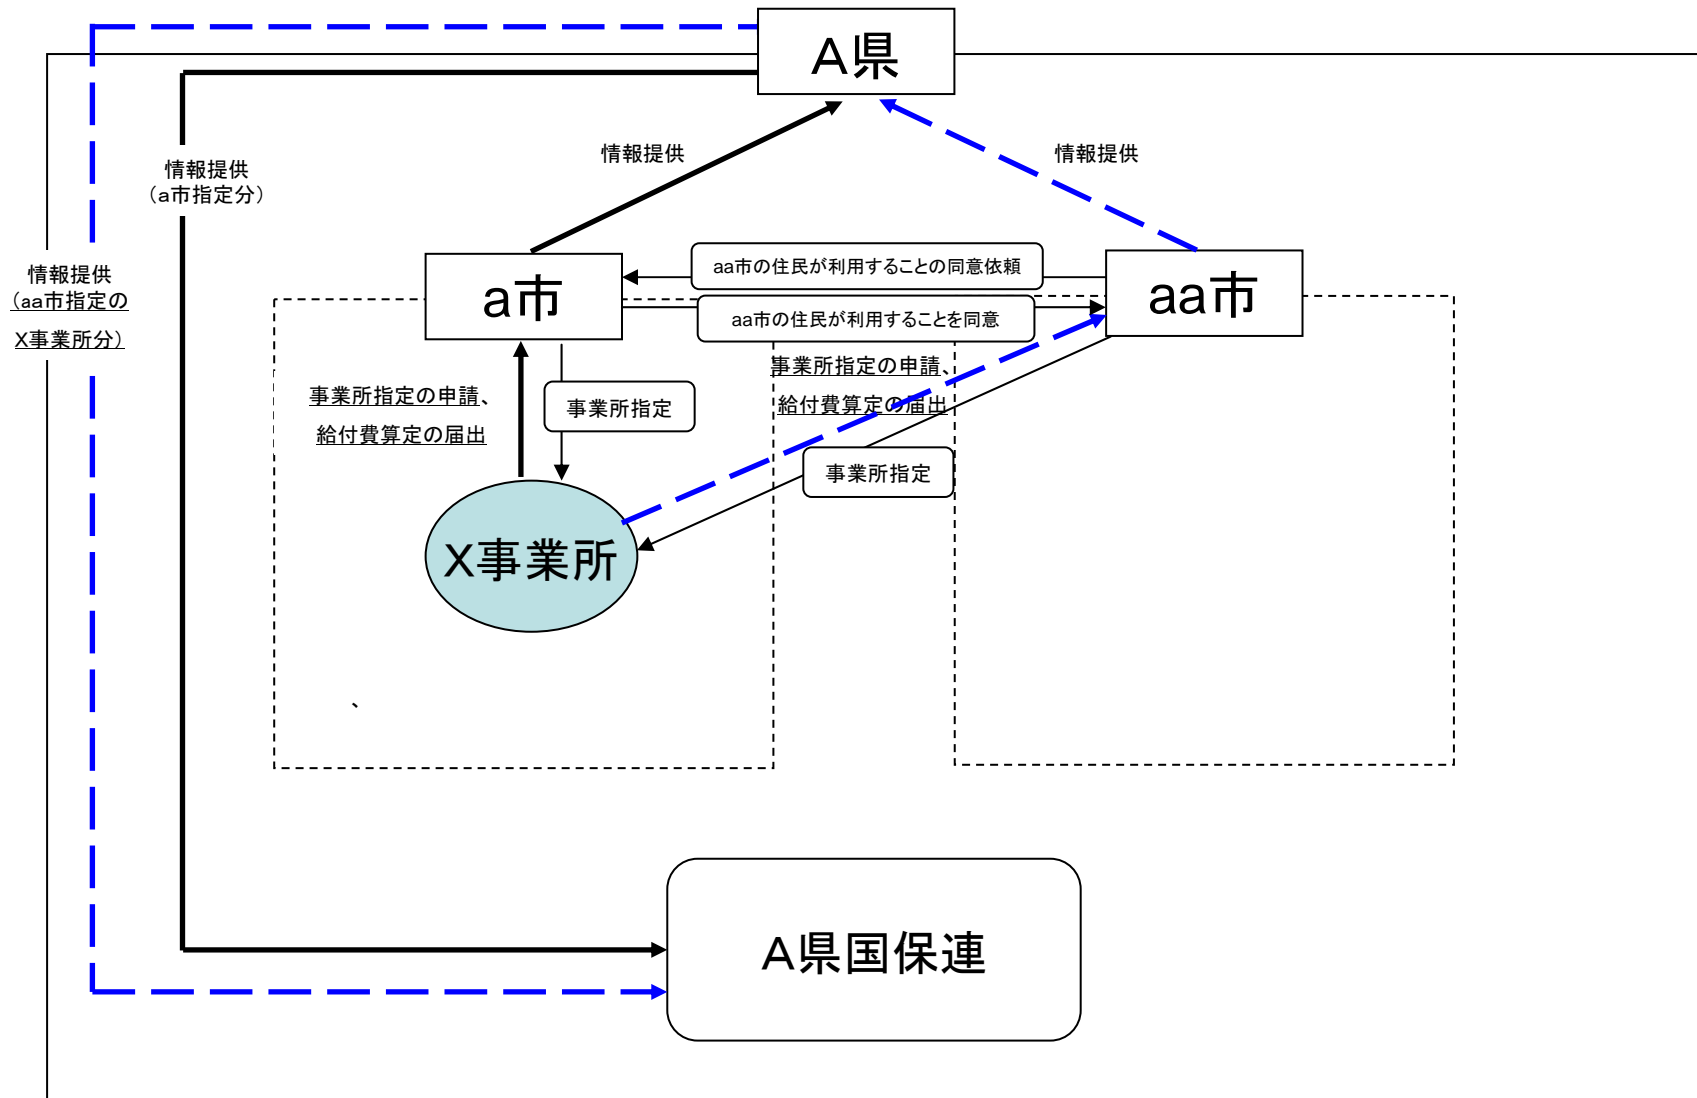 A県
情報提供
情報提供
情報提供
（a市指定分）
情報提供
（aa市指定の
X事業所分）
a市
aa市の住民が利用することの同意依頼
aa市の住民が利用することを同意
aa市
事業所指定の申請、
給付費算定の届出
事業所指定
事業所指定の申請、
給付費算定の届出
事業所指定
X事業所
、
A県国保連